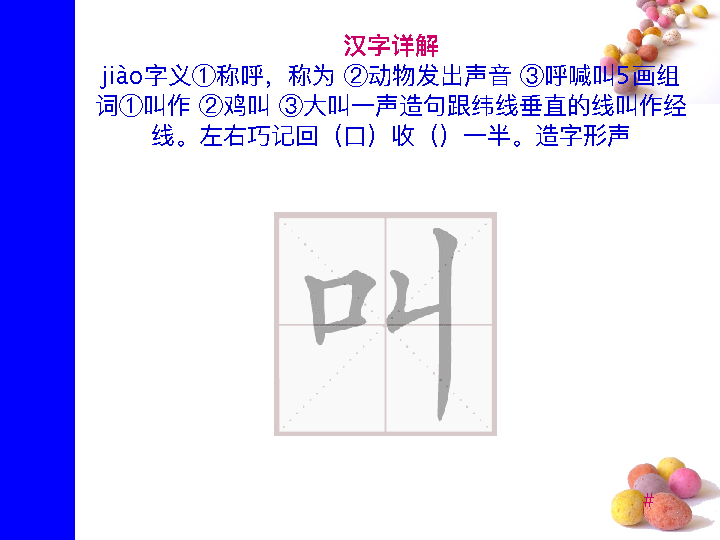 汉字详解
jiào字义①称呼，称为 ②动物发出声音 ③呼喊叫5画组
词①叫作 ②鸡叫 ③大叫一声造句跟纬线垂直的线叫作经
线。左右巧记回（口）收（）一半。造字形声
叫
#